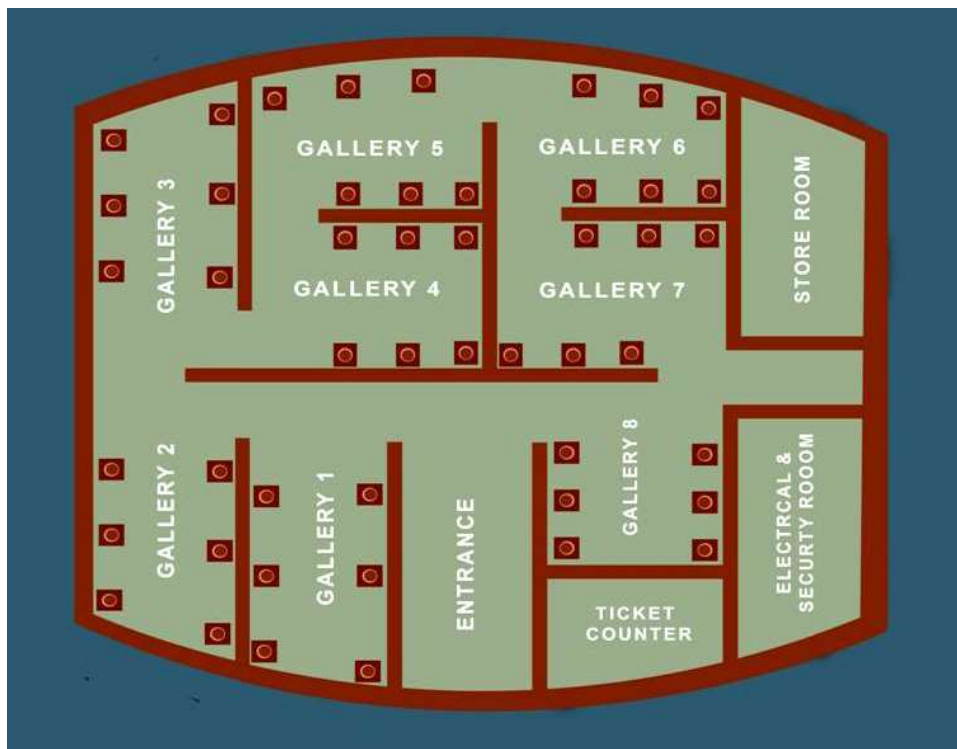 GALLERY 5
GALLERY 6
GALLERY 3
STORE ROOM
GALLERY 4
GALLERY 7
GALLERY 2
GALLERY 1
ENTRANCE
GALLERY 8
ELECTRCAL &
SECURTY ROOOM
TICKET
COUNTER